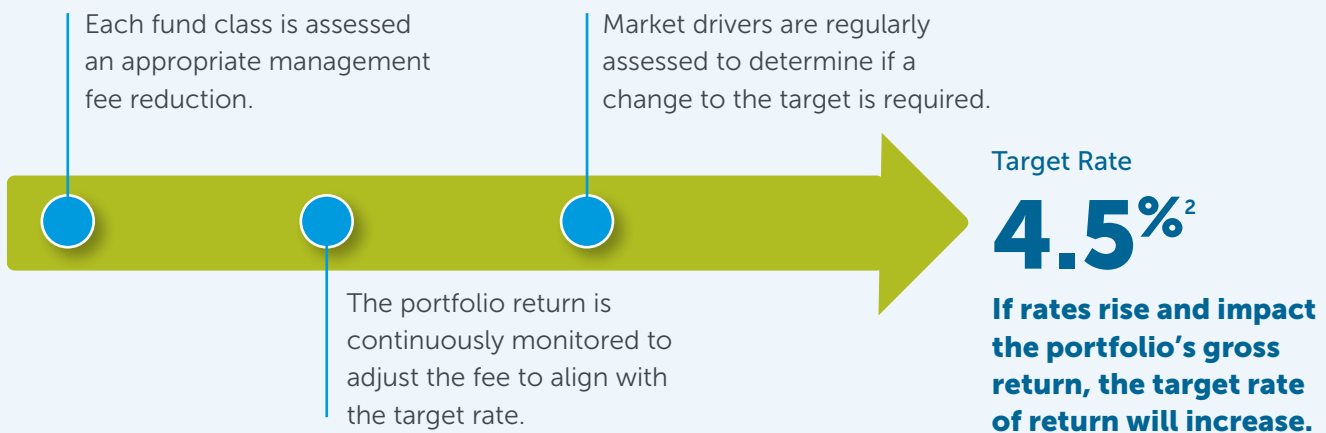 Each fund class is assessed
an appropriate management
fee reduction.
The portfolio return is
continuously monitored to
adjust the fee to align with
the target rate.
Market drivers are regularly
assessed to determine if a
change to the target is required.
Target Rate
4.5%²
If rates rise and impact
the portfolio’s gross
return, the target rate
of return will increase.